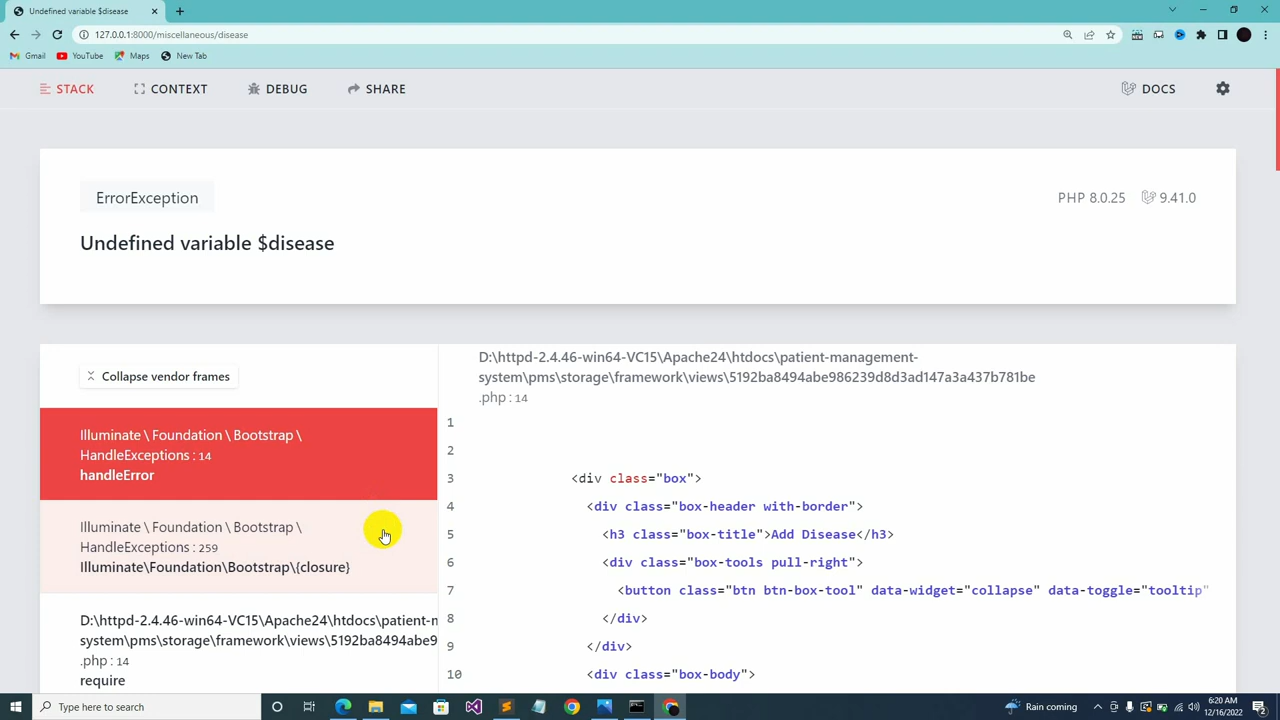 Undefined variable $disease
127.0.0.1:8000/miscellaneous/disease
Gmail YouTube Maps New Tab
STACK CONTEXT DEBUG SHARE DOCS
ErrorException PHP 8.0.25 9.41.0
Undefined variable $disease
Collapse vendor frames
Illuminate \ Foundation \ Bootstrap \
HandleExceptions : 14
handleError
Illuminate \ Foundation \ Bootstrap \
HandleExceptions : 259
Illuminate\Foundation\Bootstrap\{closure}
D:\httpd-2.4.46-win64-VC15\Apache24\htdocs\patient-m
system\pms\storage\framework\views\5192ba8494abe9
.php : 14
require
D:\httpd-2.4.46-win64-VC15\Apache24\htdocs\patient-management-
system\pms\storage\framework\views\5192ba8494abe986239d8d3ad147a3a437b781be
.php : 14
1
2
3 <div class="box">
4 <div class="box-header with-border">
5 <h3 class="box-title">Add Disease</h3>
6 <div class="box-tools pull-right">
7 <button class="btn btn-box-tool" data-widget="collapse" data-toggle="tooltip"
8 </div>
9 </div>
10 <div class="box-body">
Type here to search
Rain coming
6:20 AM
12/16/2022
2